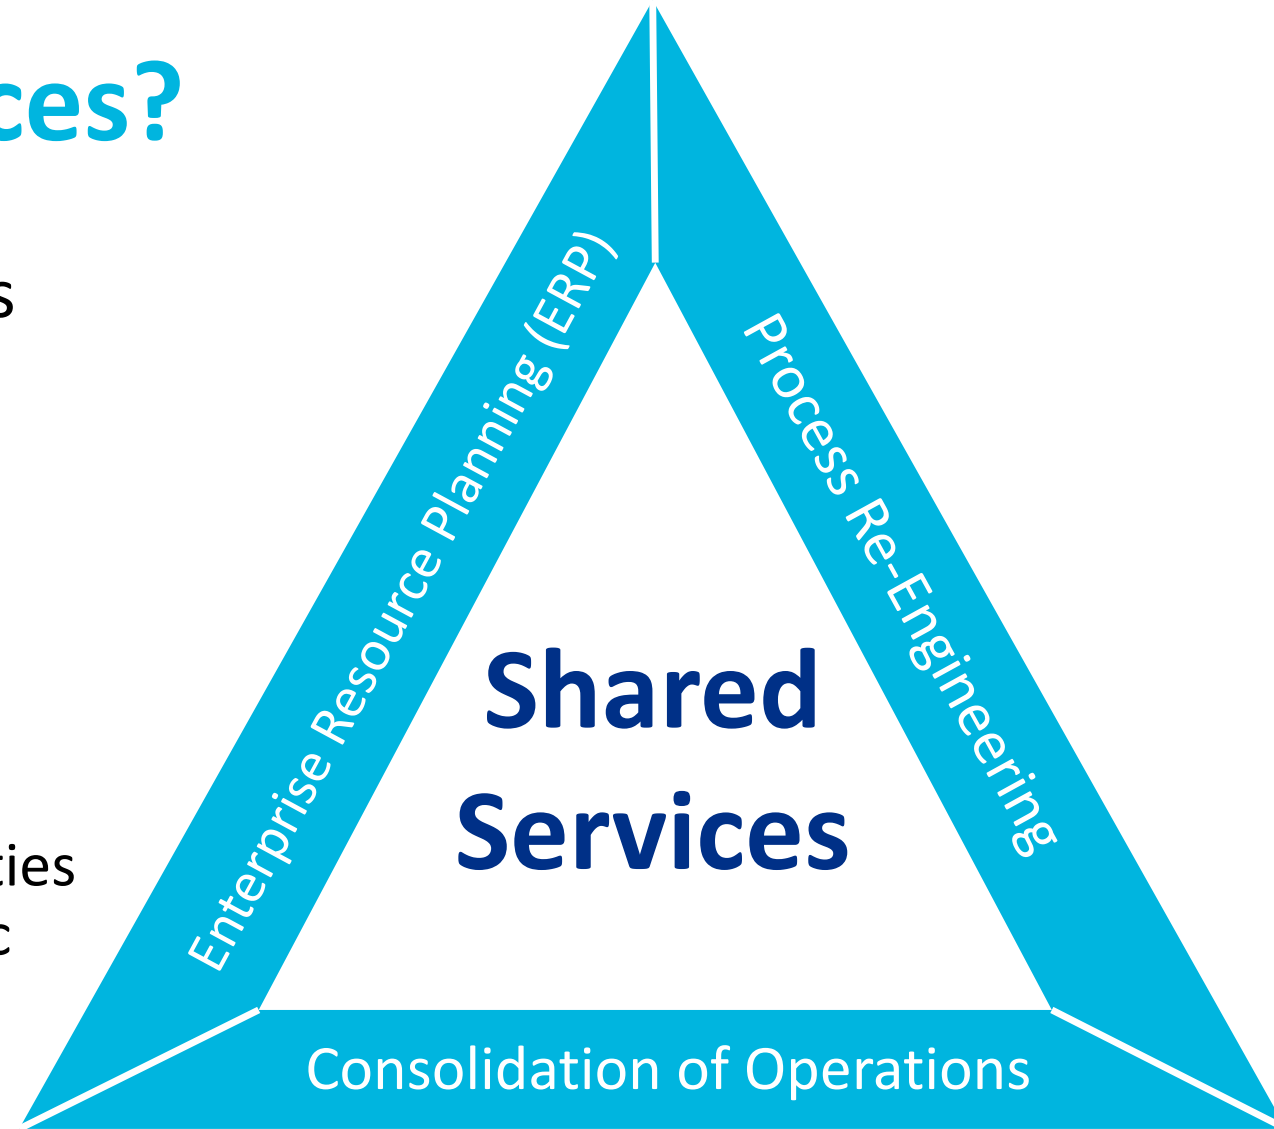 ces?
s
ties
c
Enterprise Resource Planning (ERP)
Process Re-Engineering
Shared
Services
Consolidation of Operations